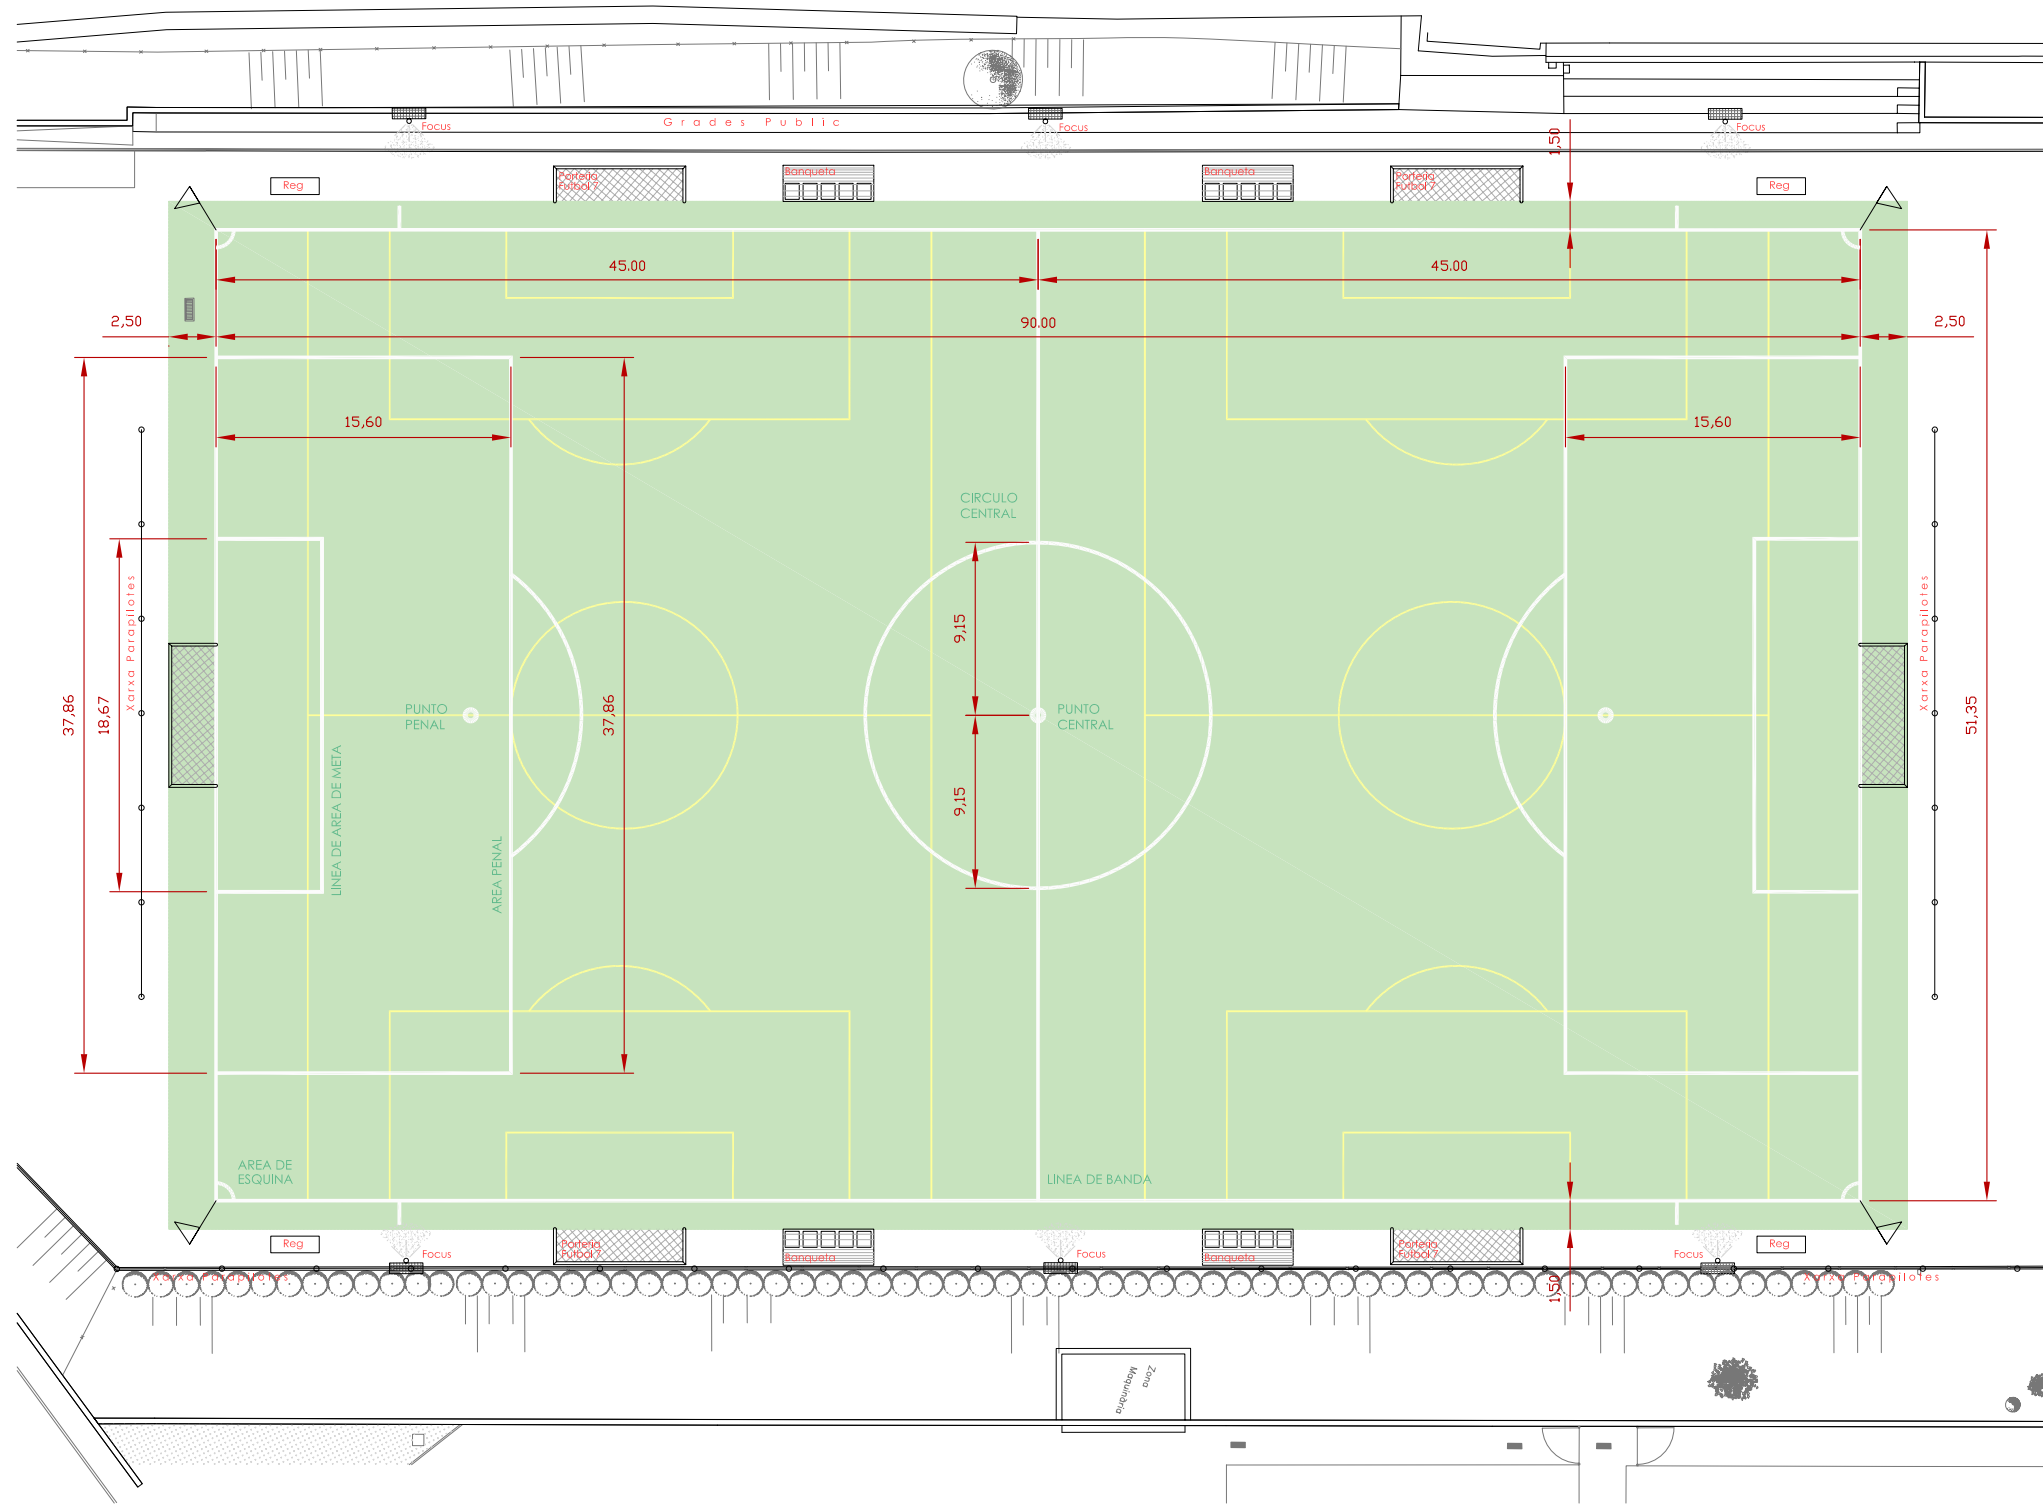 Grades Public
Focus
Focus
Focus
1,50
Reg
Porteria
Futbol 7
Banqueta
Banqueta
Porteria
Futbol 7
Reg
45.00
45.00
2,50
90.00
2,50
15,60
15,60
CIRCULO
CENTRAL
Xarxa Parapilotes
Xarxa Parapilotes
9,15
37,86
18,67
37,86
51,35
PUNTO
PENAL
PUNTO
CENTRAL
9,15
LINEA DE AREA DE META
AREA PENAL
AREA DE
ESQUINA
LINEA DE BANDA
Reg
Focus
Porteria
Futbol 7
Banqueta
Focus
Banqueta
Porteria
Futbol 7
Focus
Reg
Xarxa Parapilotes
1,50
Xarxa Parapilotes
Zona
Maquinària